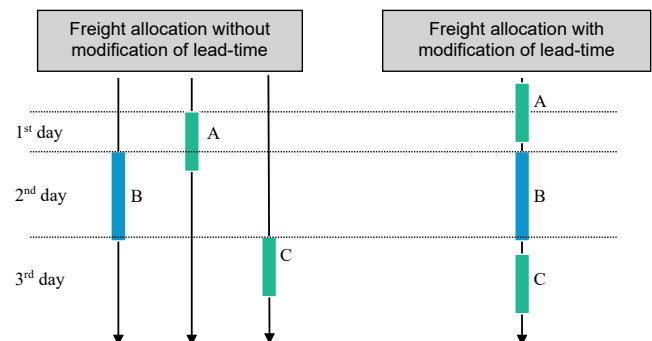 Freight allocation without
modification of lead-time
Freight allocation with
modification of lead-time
A
1st day
A
2nd day
B
B
C
3rd day
C